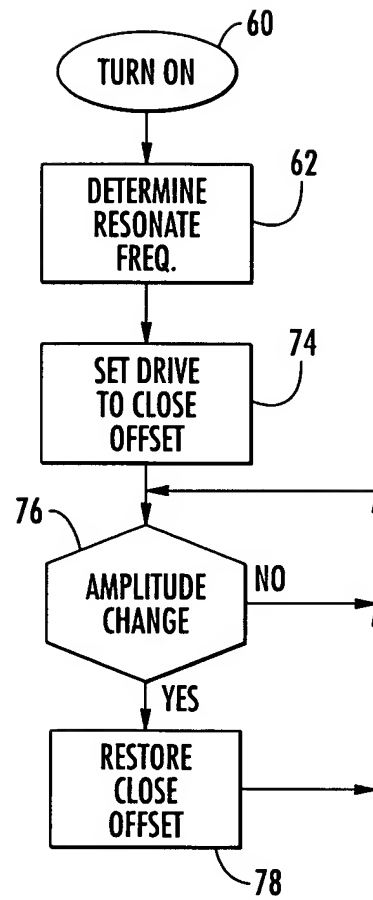 60
TURN ON
62
DETERMINE
RESONATE
FREQ.
74
SET DRIVE
TO CLOSE
OFFSET
76
AMPLITUDE
CHANGE
NO
YES
RESTORE
CLOSE
OFFSET
78